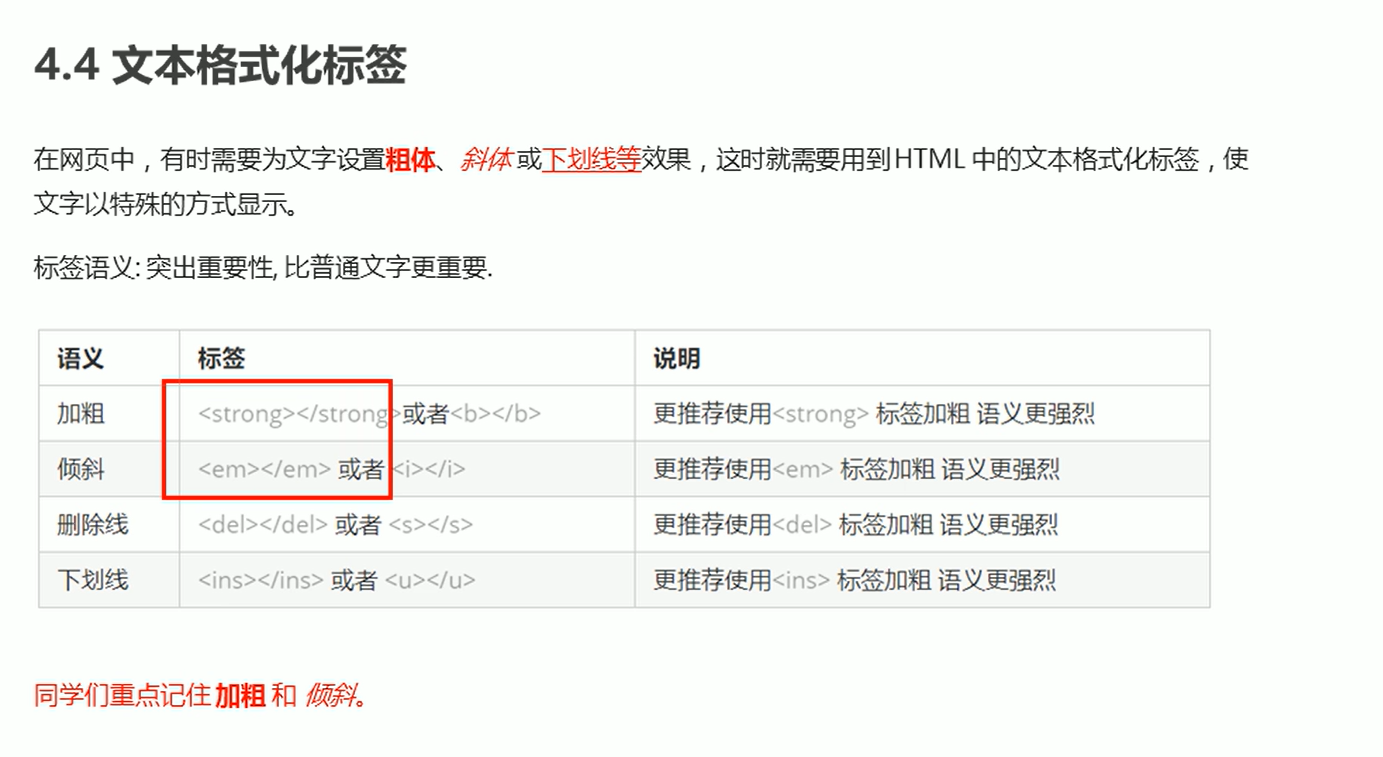 4.4 文本格式化标签
在网页中，有时需要为文字设置粗体、斜体或下划线等效果，这时就需要用到HTML 中的文本格式化标签，使
文字以特殊的方式显示。
标签语义: 突出重要性, 比普通文字更重要.
语义 标签 说明
加粗 <strong></strong>或者<b></b> 更推荐使用<strong> 标签加粗 语义更强烈
倾斜 <em></em> 或者 <i></i> 更推荐使用<em> 标签加粗 语义更强烈
删除线 <del></del> 或者 <s></s> 更推荐使用<del> 标签加粗 语义更强烈
下划线 <ins></ins> 或者 <u></u> 更推荐使用<ins> 标签加粗 语义更强烈
同学们重点记住 加粗 和 倾斜。